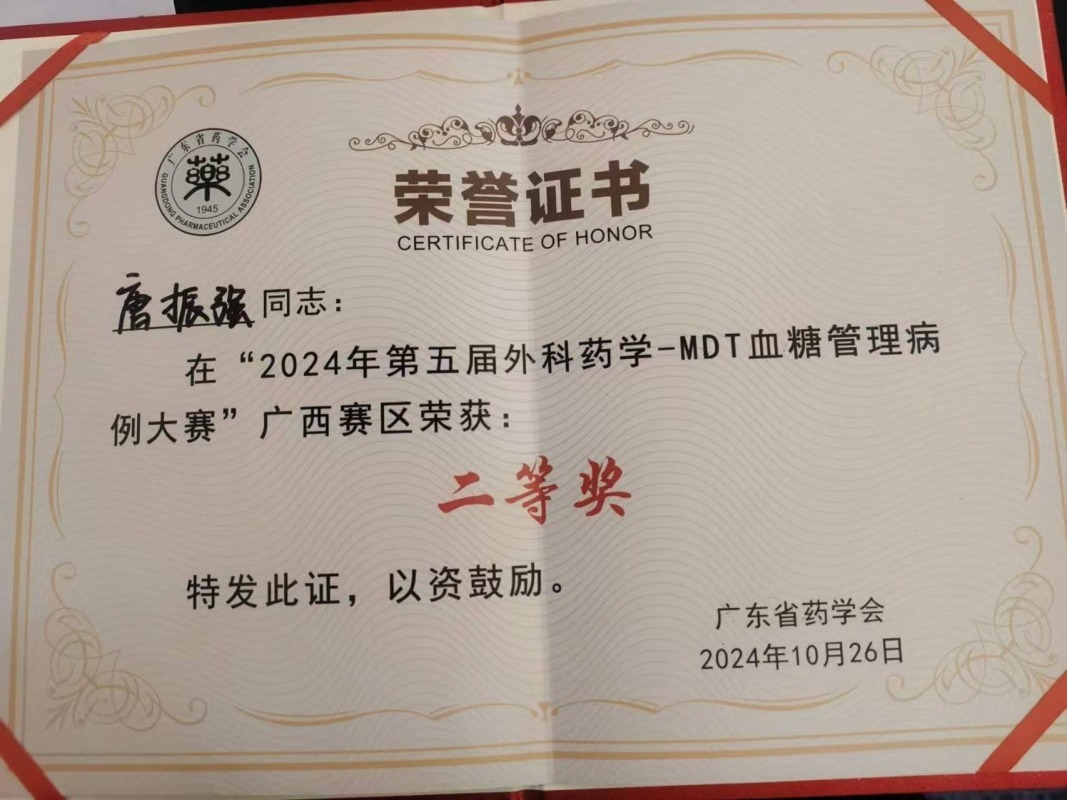 广东省药学会
藥
1945
GUANGDONG PHARMACEUTICAL ASSOCIATION
荣誉证书
CERTIFICATE OF HONOR
唐振强同志：
在“2024年第五届外科药学-MDT血糖管理病
例大赛”广西赛区荣获：
二等奖
特发此证，以资鼓励。
广东省药学会
2024年10月26日